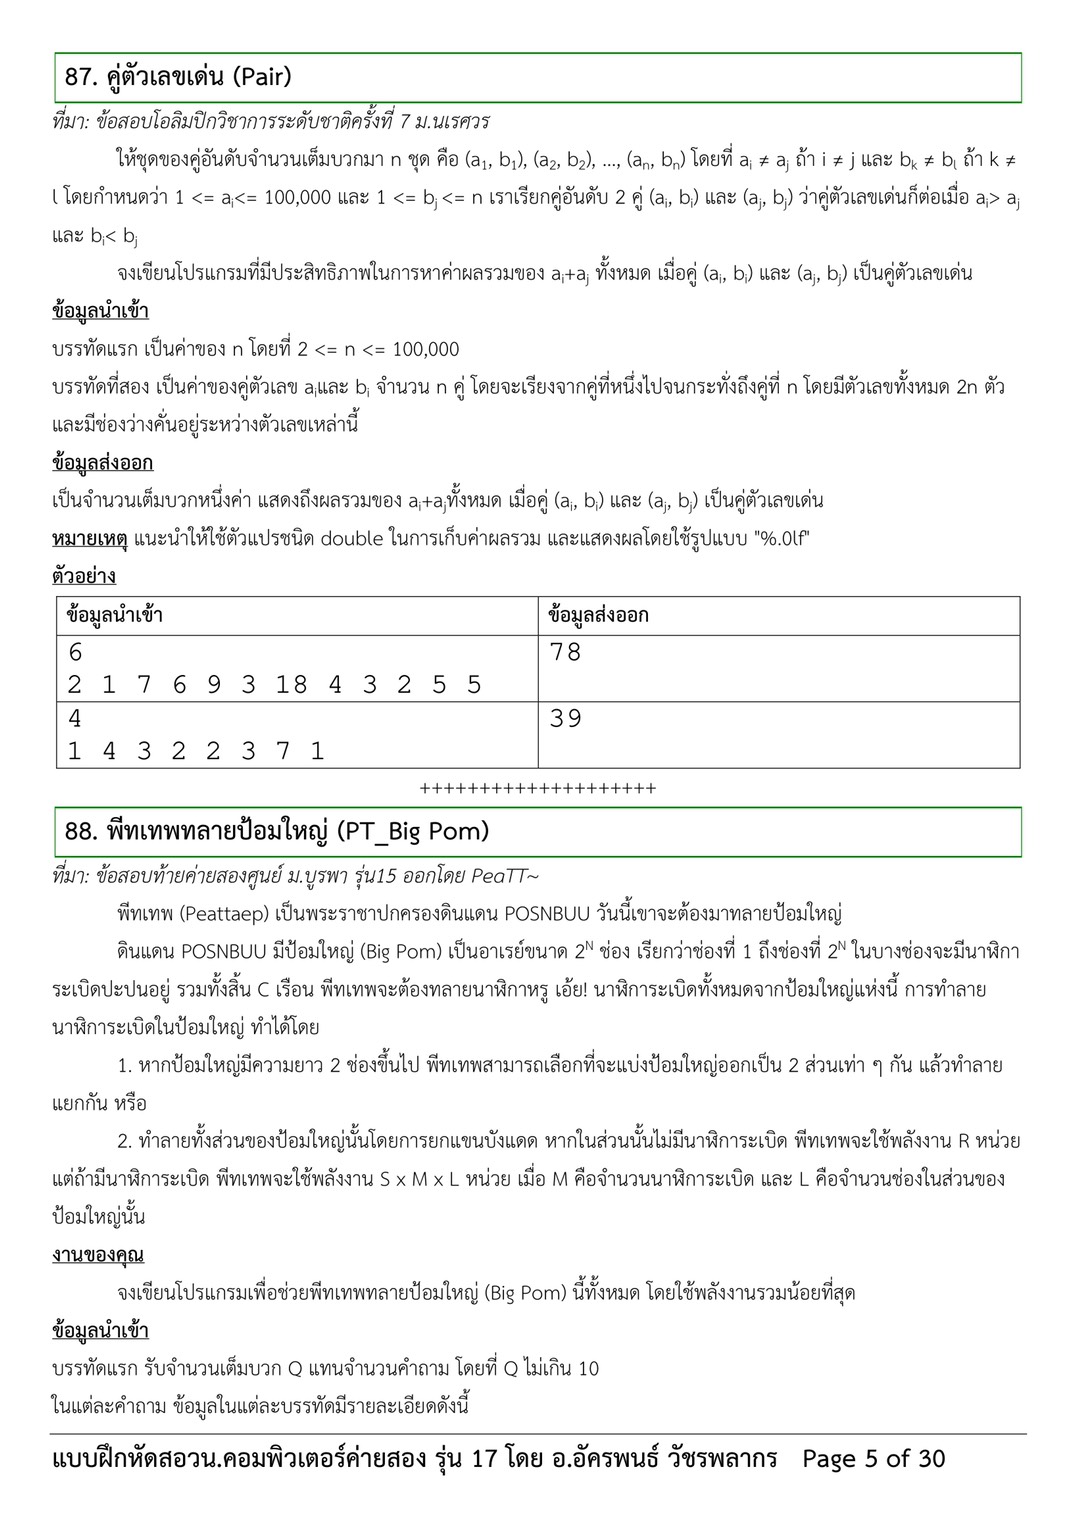 87. คู่ตัวเลขเด่น (Pair)
ที่มา: ข้อสอบโอลิมปิกวิชาการระดับชาติครั้งที่ 7 ม.นเรศวร
ให้ชุดของคู่อันดับจำนวนเต็มบวกมา n ชุด คือ (a₁, b₁), (a₂, b₂), ..., (aₙ, bₙ) โดยที่ aᵢ ≠ aⱼ ถ้า i ≠ j และ bₖ ≠ bₗ ถ้า k ≠
l โดยกำหนดว่า 1 <= aᵢ<= 100,000 และ 1 <= bⱼ <= n เราเรียกคู่อันดับ 2 คู่ (aᵢ, bᵢ) และ (aⱼ, bⱼ) ว่าคู่ตัวเลขเด่นก็ต่อเมื่อ aᵢ> aⱼ
และ bᵢ< bⱼ
จงเขียนโปรแกรมที่มีประสิทธิภาพในการหาค่าผลรวมของ aᵢ+aⱼ ทั้งหมด เมื่อคู่ (aᵢ, bᵢ) และ (aⱼ, bⱼ) เป็นคู่ตัวเลขเด่น
ข้อมูลนำเข้า
บรรทัดแรก เป็นค่าของ n โดยที่ 2 <= n <= 100,000
บรรทัดที่สอง เป็นค่าของคู่ตัวเลข aᵢและ bᵢ จำนวน n คู่ โดยจะเรียงจากคู่ที่หนึ่งไปจนกระทั่งถึงคู่ที่ n โดยมีตัวเลขทั้งหมด 2n ตัว
และมีช่องว่างคั่นอยู่ระหว่างตัวเลขเหล่านี้
ข้อมูลส่งออก
เป็นจำนวนเต็มบวกหนึ่งค่า แสดงถึงผลรวมของ aᵢ+aⱼทั้งหมด เมื่อคู่ (aᵢ, bᵢ) และ (aⱼ, bⱼ) เป็นคู่ตัวเลขเด่น
หมายเหตุ แนะนำให้ใช้ตัวแปรชนิด double ในการเก็บค่าผลรวม และแสดงผลโดยใช้รูปแบบ "%.0lf"
ตัวอย่าง
ข้อมูลนำเข้า ข้อมูลส่งออก
6 78
2 1 7 6 9 3 18 4 3 2 5 5
4 39
1 4 3 2 2 3 7 1
++++++++++++++++++++
88. พีทเทพทลายป้อมใหญ่ (PT_Big Pom)
ที่มา: ข้อสอบท้ายค่ายสองศูนย์ ม.บูรพา รุ่น15 ออกโดย PeaTT~
พีทเทพ (Peattaep) เป็นพระราชาปกครองดินแดน POSNBUU วันนี้เขาจะต้องมาทลายป้อมใหญ่
ดินแดน POSNBUU มีป้อมใหญ่ (Big Pom) เป็นอาเรย์ขนาด 2ᴺ ช่อง เรียกว่าช่องที่ 1 ถึงช่องที่ 2ᴺ ในบางช่องจะมีนาฬิกา
ระเบิดปะปนอยู่ รวมทั้งสิ้น C เรือน พีทเทพจะต้องทลายนาฬิกาหรู เอ้ย! นาฬิการะเบิดทั้งหมดจากป้อมใหญ่แห่งนี้ การทำลาย
นาฬิการะเบิดในป้อมใหญ่ ทำได้โดย
1. หากป้อมใหญ่มีความยาว 2 ช่องขึ้นไป พีทเทพสามารถเลือกที่จะแบ่งป้อมใหญ่ออกเป็น 2 ส่วนเท่า ๆ กัน แล้วทำลาย
แยกกัน หรือ
2. ทำลายทั้งส่วนของป้อมใหญ่นั้นโดยการยกแขนบังแดด หากในส่วนนั้นไม่มีนาฬิการะเบิด พีทเทพจะใช้พลังงาน R หน่วย
แต่ถ้ามีนาฬิการะเบิด พีทเทพจะใช้พลังงาน S x M x L หน่วย เมื่อ M คือจำนวนนาฬิการะเบิด และ L คือจำนวนช่องในส่วนของ
ป้อมใหญ่นั้น
งานของคุณ
จงเขียนโปรแกรมเพื่อช่วยพีทเทพทลายป้อมใหญ่ (Big Pom) นี้ทั้งหมด โดยใช้พลังงานรวมน้อยที่สุด
ข้อมูลนำเข้า
บรรทัดแรก รับจำนวนเต็มบวก Q แทนจำนวนคำถาม โดยที่ Q ไม่เกิน 10
ในแต่ละคำถาม ข้อมูลในแต่ละบรรทัดมีรายละเอียดดังนี้
แบบฝึกหัดสอวน.คอมพิวเตอร์ค่ายสอง รุ่น 17 โดย อ.อัครพนธ์ วัชรพลากร Page 5 of 30